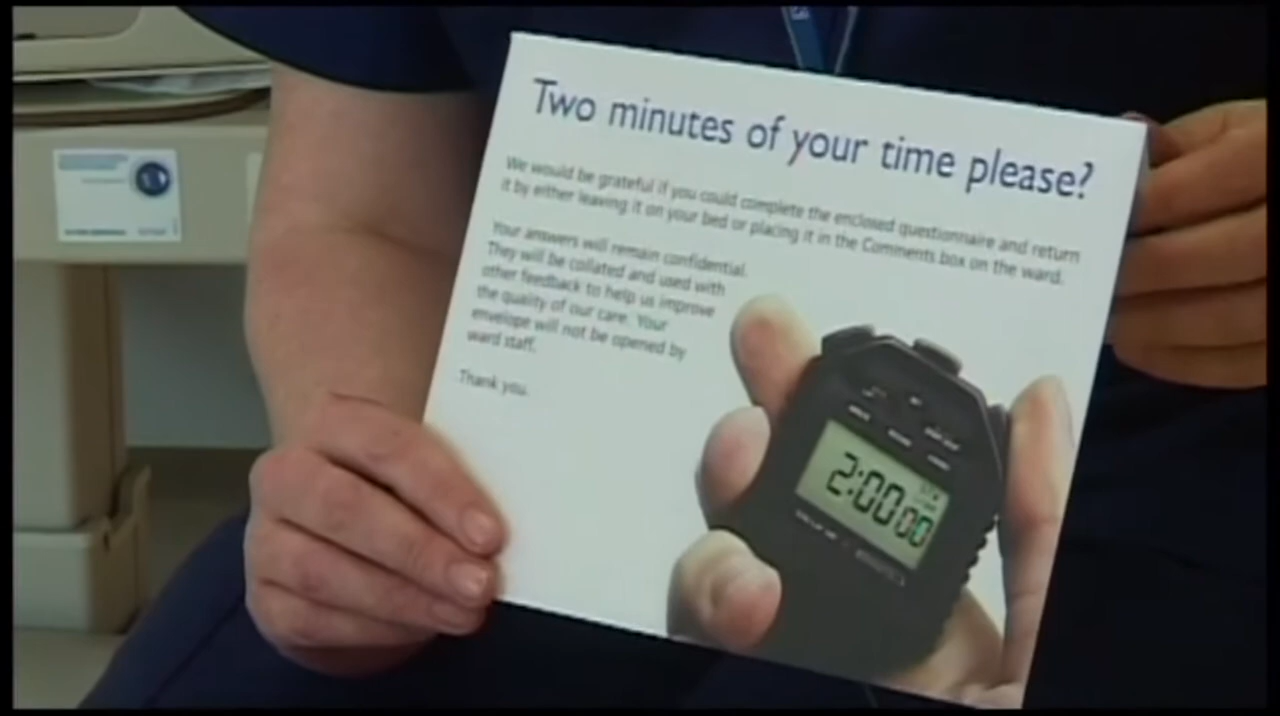 Two minutes of your time please?
We would be grateful if you could complete the enclosed questionnaire and return
it by either leaving it on your bed or placing it in the Comments box on the ward.
Your answers will remain confidential.
They will be collated and used with
other feedback to help us improve
the quality of our care. Your
envelope will not be opened by
ward staff.
Thank you.
2:00 00